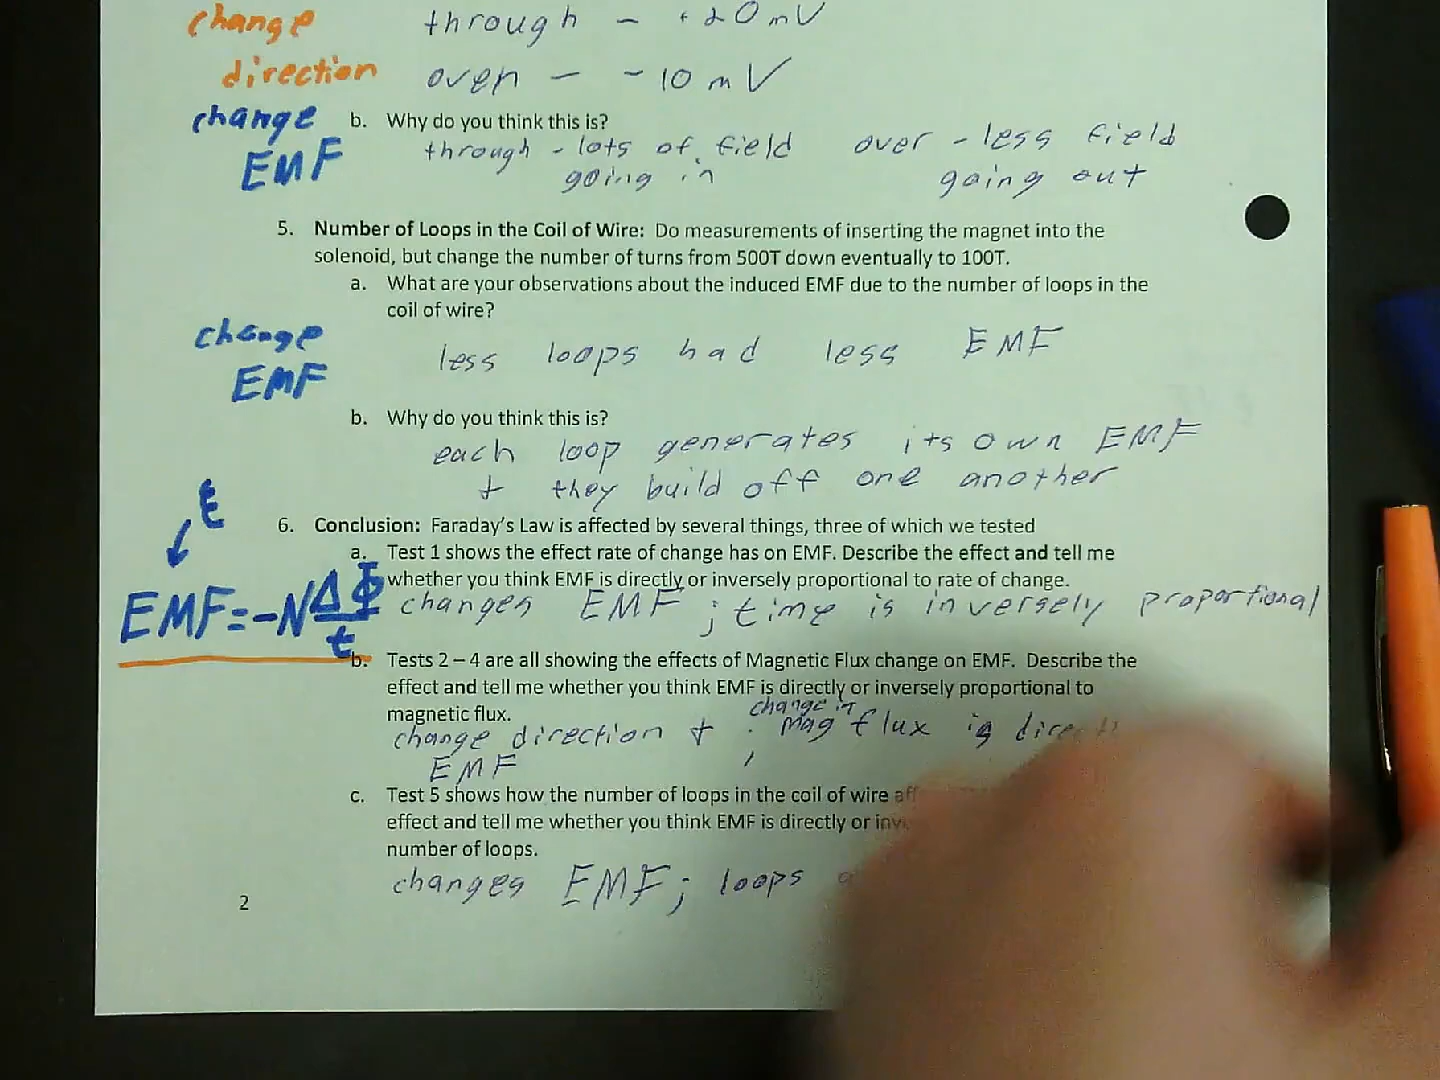 change through - +20mV
direction over - -10mV
change b. Why do you think this is?
EMF through - lots of field over - less field
going in going out
5. Number of Loops in the Coil of Wire: Do measurements of inserting the magnet into the
solenoid, but change the number of turns from 500T down eventually to 100T.
a. What are your observations about the induced EMF due to the number of loops in the
coil of wire?
change
EMF
less loops had less EMF
b. Why do you think this is?
each loop generates its own EMF
+ they build off one another
6. Conclusion: Faraday's Law is affected by several things, three of which we tested
a. Test 1 shows the effect rate of change has on EMF. Describe the effect and tell me
whether you think EMF is directly or inversely proportional to rate of change.
ε
↓
EMF=-NΔΦ/t
changes EMF; time is inversely proportional
b. Tests 2 – 4 are all showing the effects of Magnetic Flux change on EMF. Describe the
effect and tell me whether you think EMF is directly or inversely proportional to
magnetic flux.
change in
change direction + ; mag flux is
EMF
c. Test 5 shows how the number of loops in the coil of wire
effect and tell me whether you think EMF is directly or
number of loops.
changes EMF; loops
2